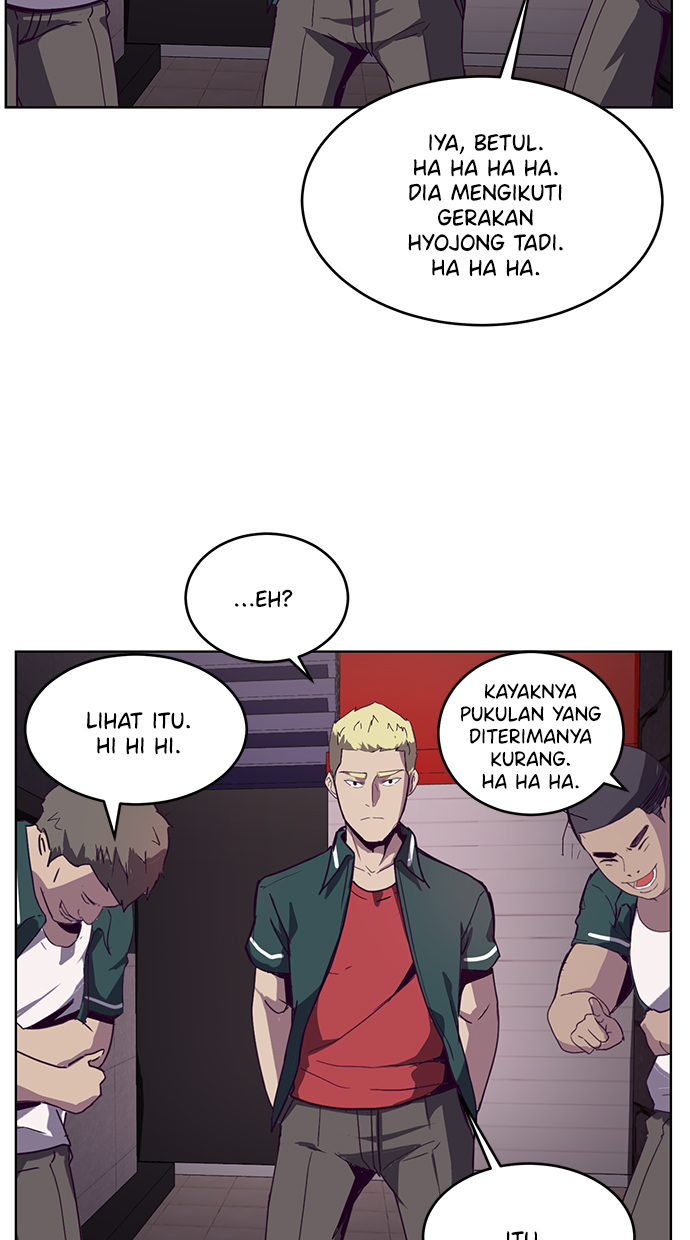 IYA, BETUL.
HA HA HA HA.
DIA MENGIKUTI
GERAKAN
HYOJONG TADI.
HA HA HA.
...EH?
LIHAT ITU.
HI HI HI.
KAYAKNYA
PUKULAN YANG
DITERIMANYA
KURANG.
HA HA HA.
ITU